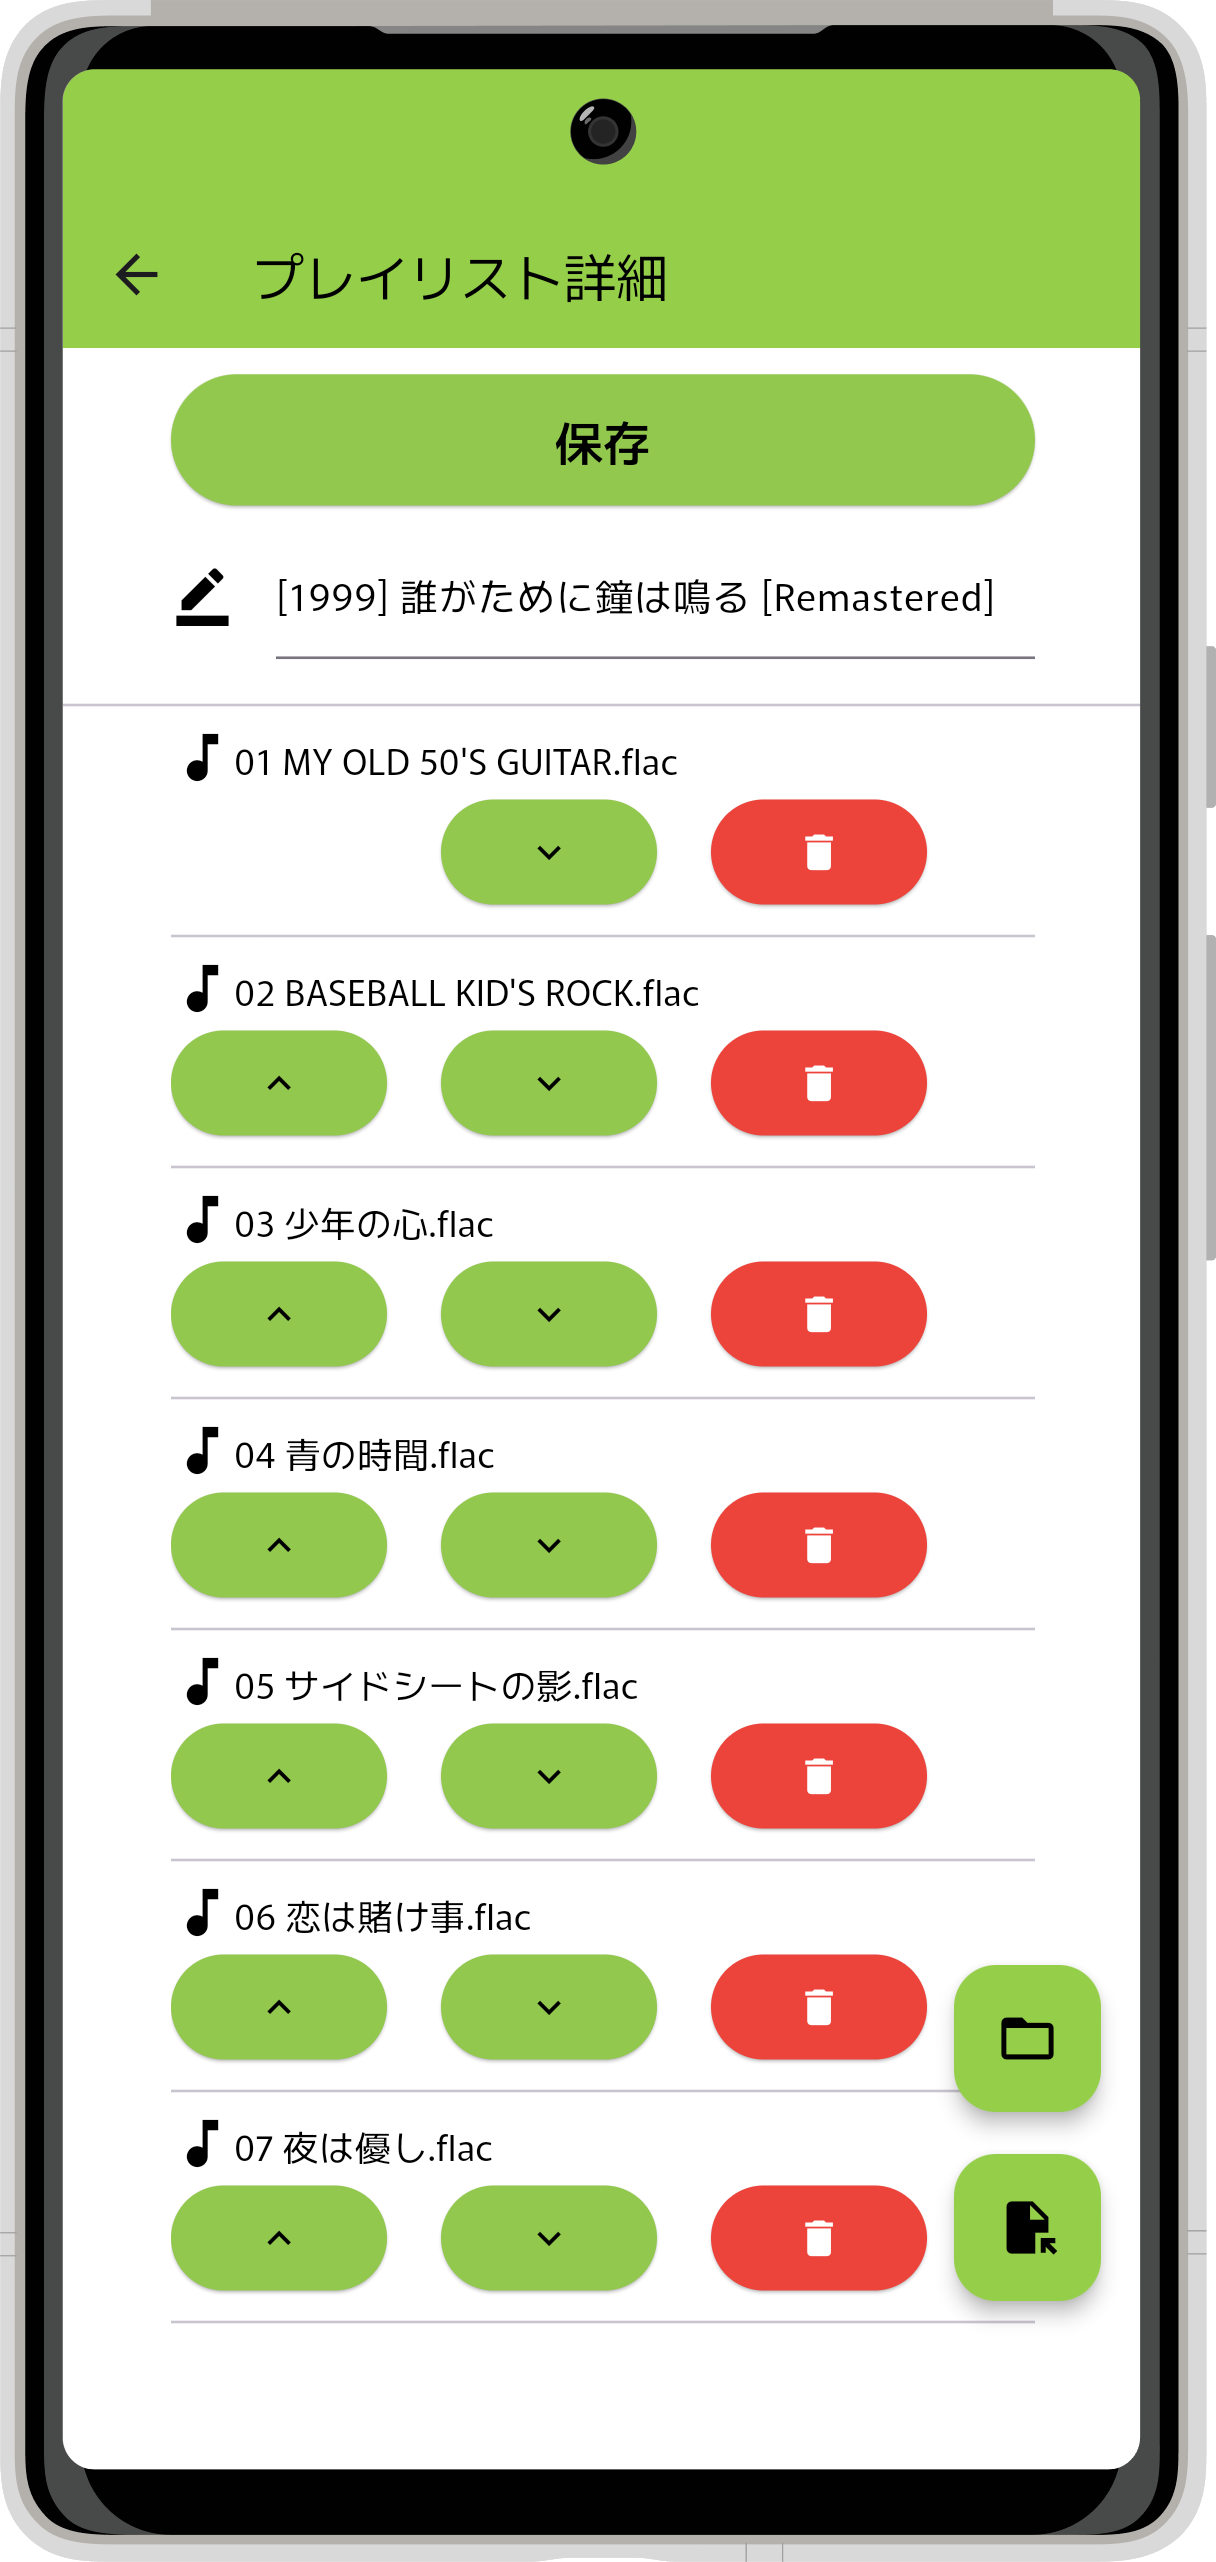 プレイリスト詳細
保存
[1999] 誰がために鐘は鳴る [Remastered]
01 MY OLD 50'S GUITAR.flac
02 BASEBALL KID'S ROCK.flac
03 少年の心.flac
04 青の時間.flac
05 サイドシートの影.flac
06 恋は賭け事.flac
07 夜は優し.flac